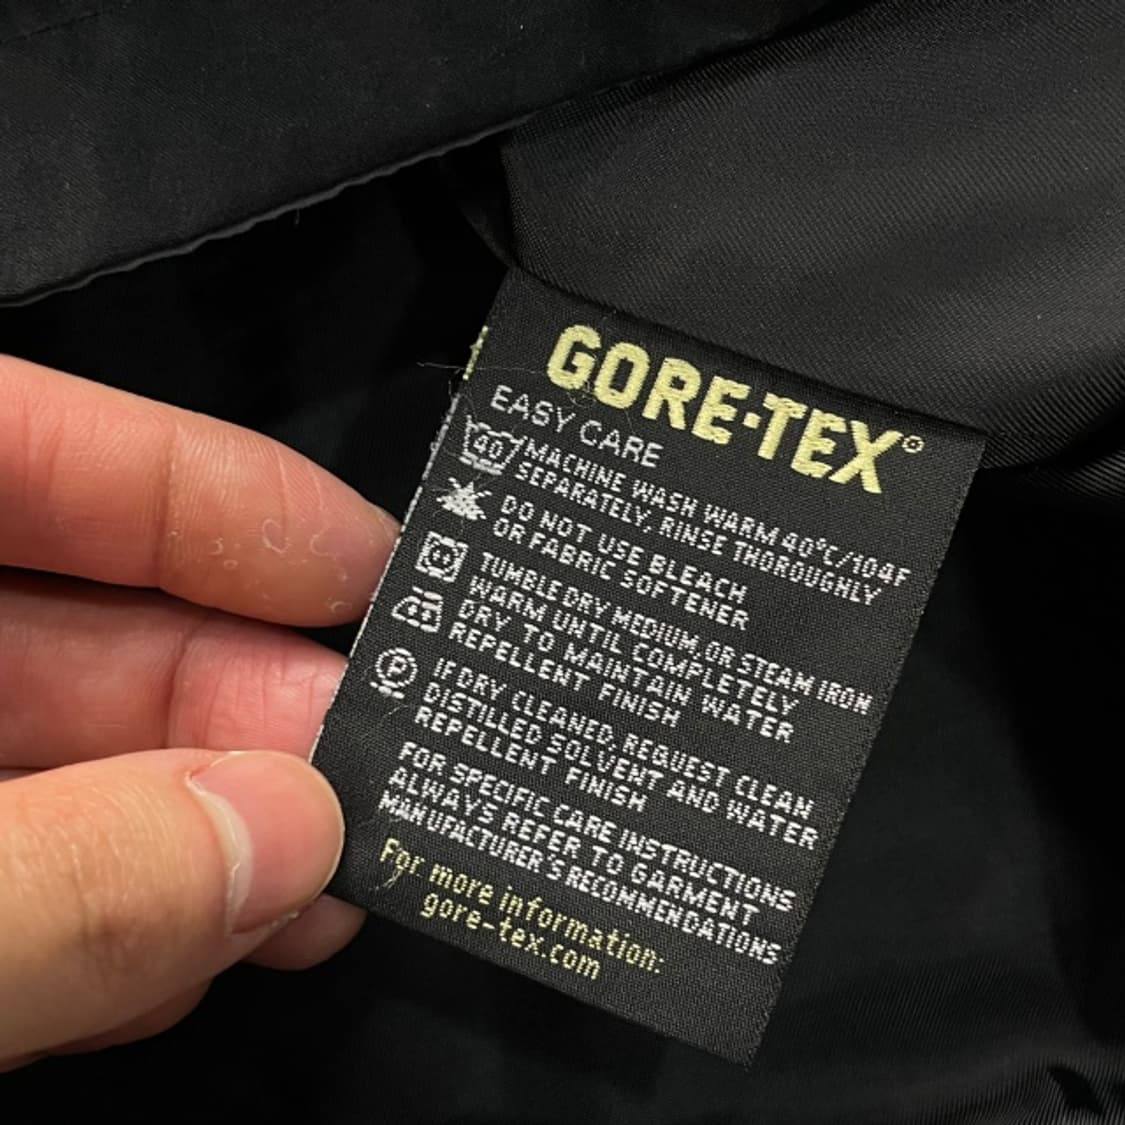 GORE-TEX®
EASY CARE
40 MACHINE WASH WARM 40°C/104F
SEPARATELY, RINSE THOROUGHLY
DO NOT USE BLEACH
OR FABRIC SOFTENER
TUMBLE DRY MEDIUM, OR STEAM IRON
WARM UNTIL COMPLETELY
DRY TO MAINTAIN WATER
REPELLENT FINISH
P IF DRY CLEANED, REQUEST CLEAN
DISTILLED SOLVENT AND WATER
REPELLENT FINISH
FOR SPECIFIC CARE INSTRUCTIONS
ALWAYS REFER TO GARMENT
MANUFACTURER'S RECOMMENDATIONS
For more information:
gore-tex.com